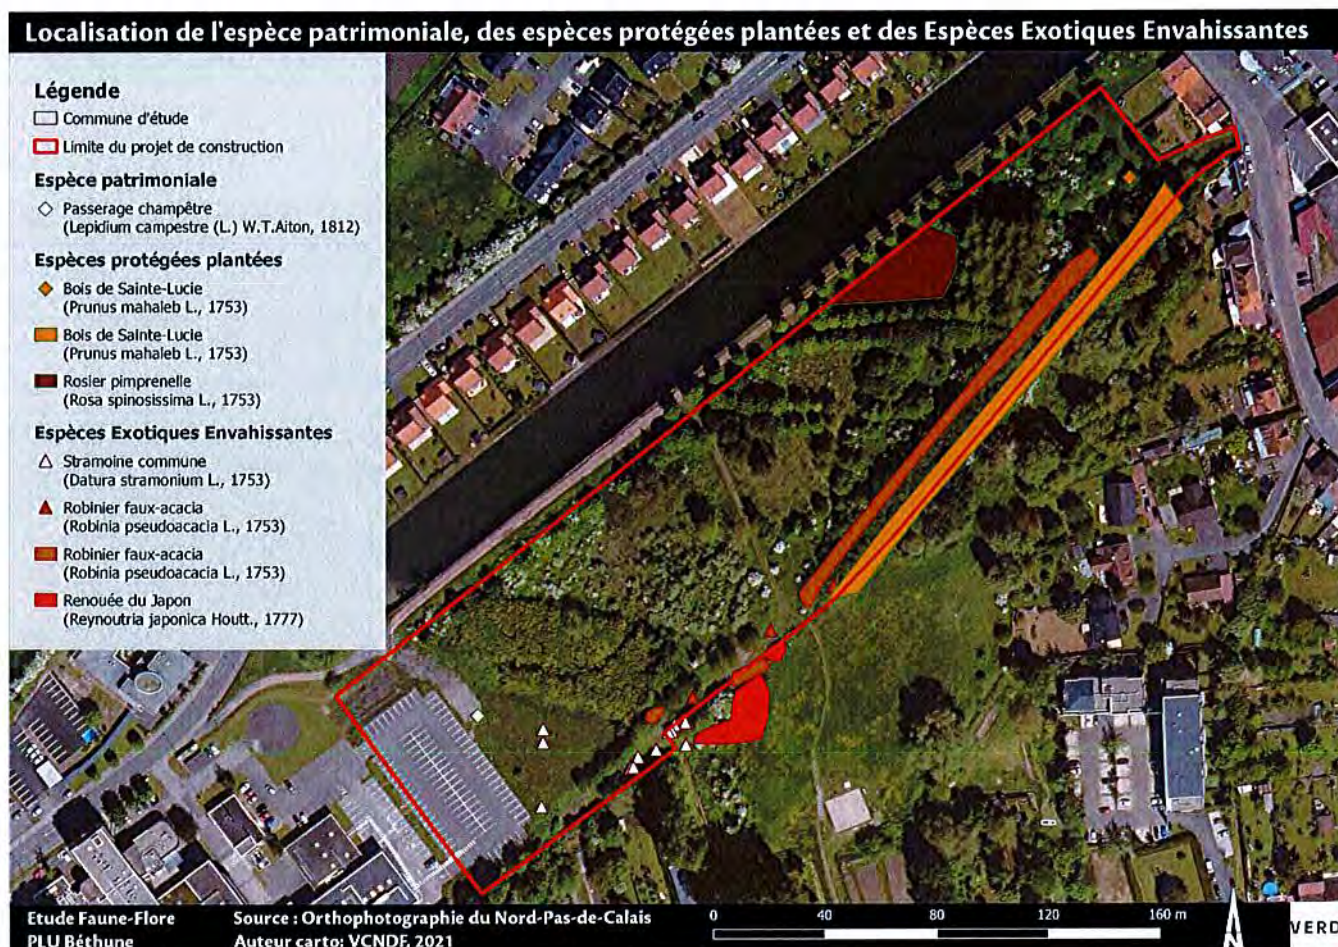 Localisation de l'espèce patrimoniale, des espèces protégées plantées et des Espèces Exotiques Envahissantes
Légende
Commune d'étude
Limite du projet de construction
Espèce patrimoniale
Passerage champêtre
(Lepidium campestre (L.) W.T.Aiton, 1812)
Espèces protégées plantées
Bois de Sainte-Lucie
(Prunus mahaleb L., 1753)
Bois de Sainte-Lucie
(Prunus mahaleb L., 1753)
Rosier pimprenelle
(Rosa spinosissima L., 1753)
Espèces Exotiques Envahissantes
Stramoine commune
(Datura stramonium L., 1753)
Robinier faux-acacia
(Robinia pseudoacacia L., 1753)
Robinier faux-acacia
(Robinia pseudoacacia L., 1753)
Renouée du Japon
(Reynoutria japonica Houtt., 1777)
Etude Faune-Flore
PLU Béthune
Source : Orthophotographie du Nord-Pas-de-Calais
Auteur carto: VCNDF, 2021
0 40 80 120 160 m
VERD